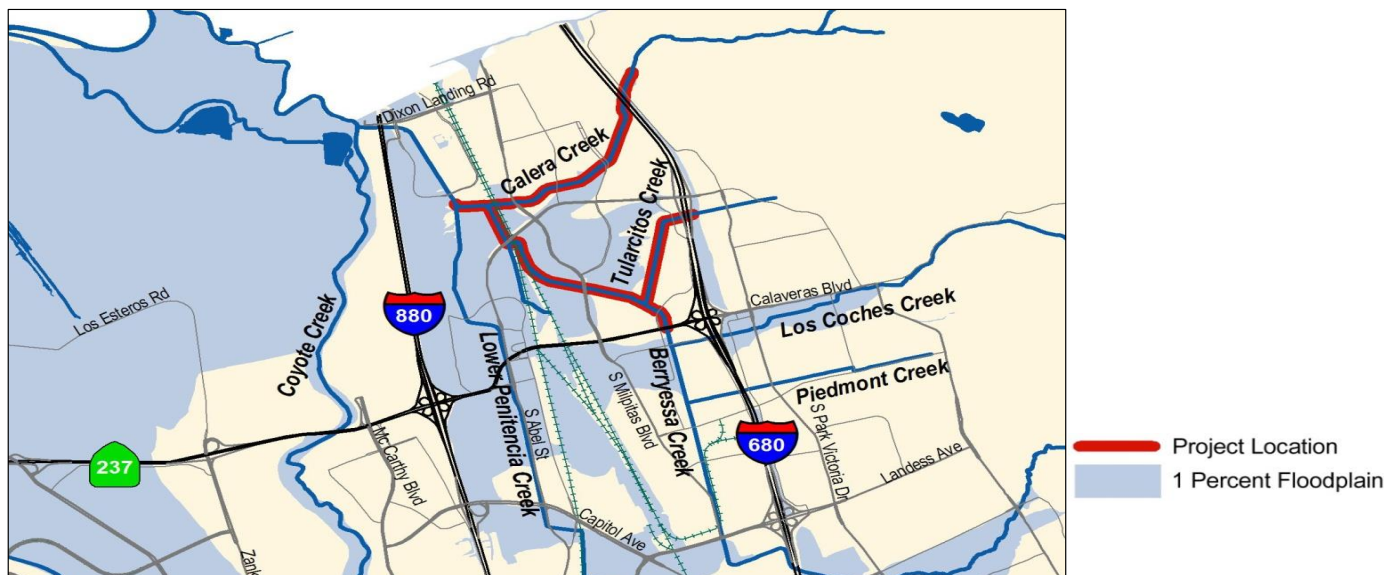 Dixon Landing Rd
Calera Creek
Tularcitos Creek
Los Esteros Rd
Coyote Creek
880
Calaveras Blvd
Los Coches Creek
Lower Penitencia Creek
Berryessa Creek
Piedmont Creek
S Milpitas Blvd
S Abel St
S Park Victoria Dr
680
Landess Ave
McCarthy Blvd
237
Capitol Ave
Zank
Project Location
1 Percent Floodplain